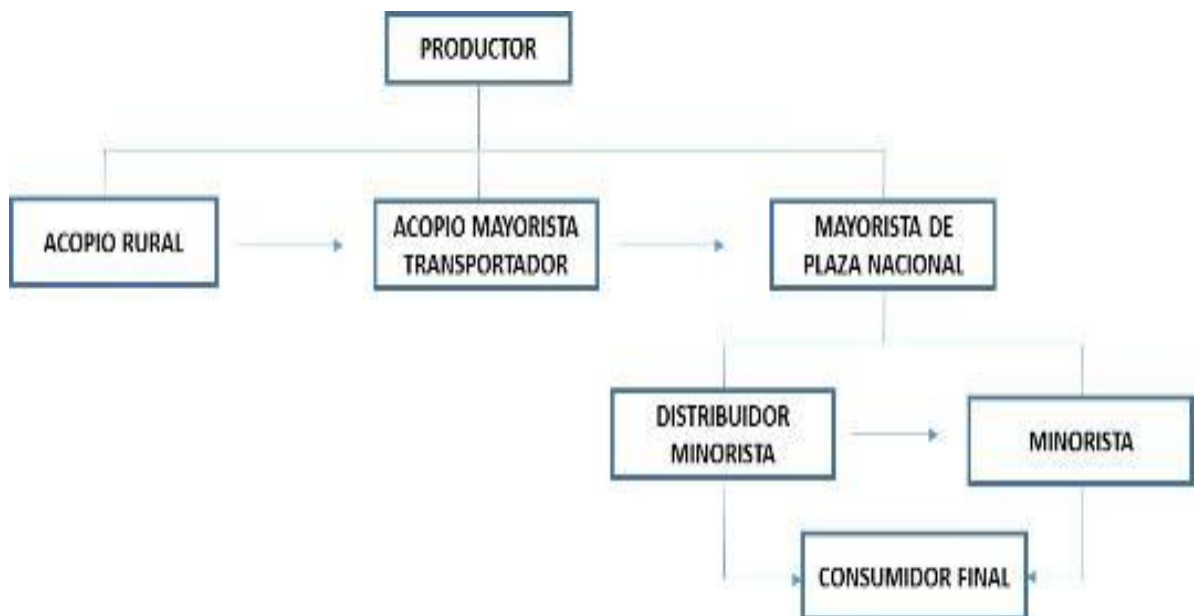 PRODUCTOR
ACOPIO RURAL
ACOPIO MAYORISTA
TRANSPORTADOR
MAYORISTA DE
PLAZA NACIONAL
DISTRIBUIDOR
MINORISTA
MINORISTA
CONSUMIDOR FINAL